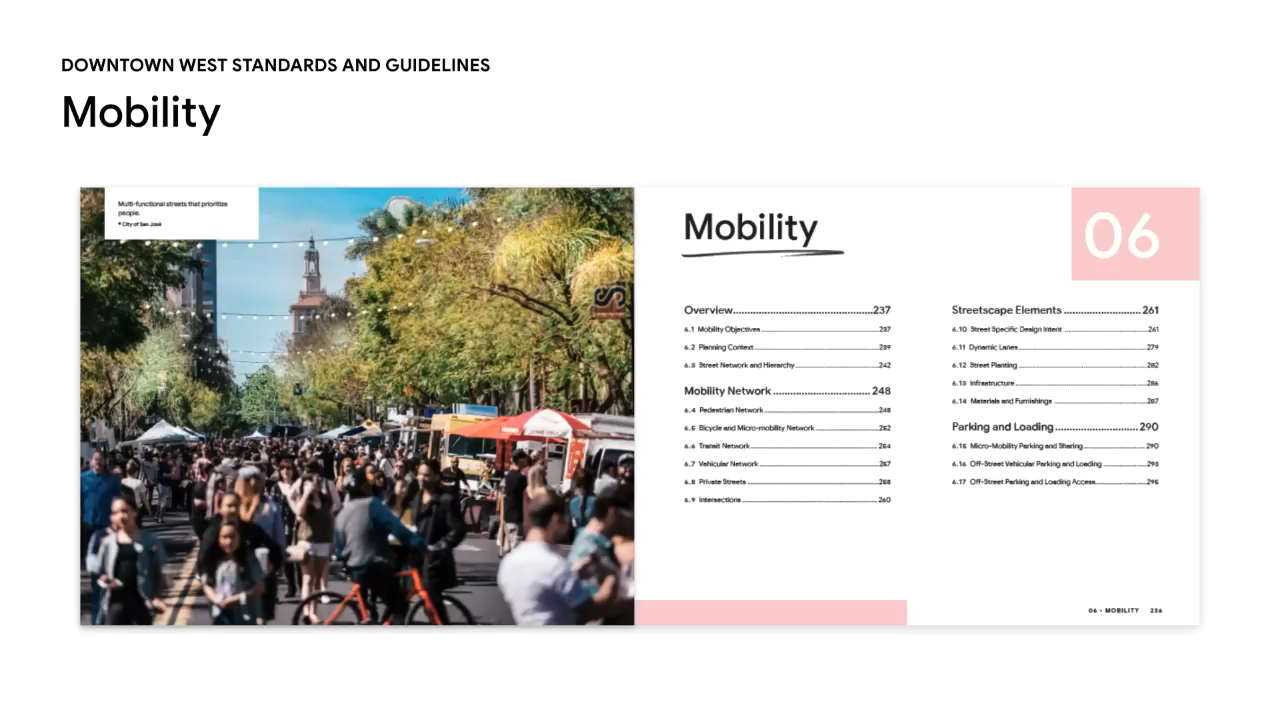 DOWNTOWN WEST STANDARDS AND GUIDELINES
Mobility
Multi-functional streets that prioritize
people.
City of San José
Mobility
06
Overview 237
6.1 Mobility Objectives 237
6.2 Planning Context 239
6.3 Street Network and Hierarchy 242
Mobility Network 248
6.4 Pedestrian Network 248
6.5 Bicycle and Micro-mobility Network 252
6.6 Transit Network 254
6.7 Vehicular Network 257
6.8 Private Streets 258
6.9 Intersections 260
Streetscape Elements 261
6.10 Street Specific Design Intent 261
6.11 Dynamic Lanes 279
6.12 Street Planting 282
6.13 Infrastructure 286
6.14 Materials and Furnishings 287
Parking and Loading 290
6.15 Micro-Mobility Parking and Sharing 290
6.16 Off-Street Vehicular Parking and Loading 293
6.17 Off-Street Parking and Loading Access 295
06 • MOBILITY 236